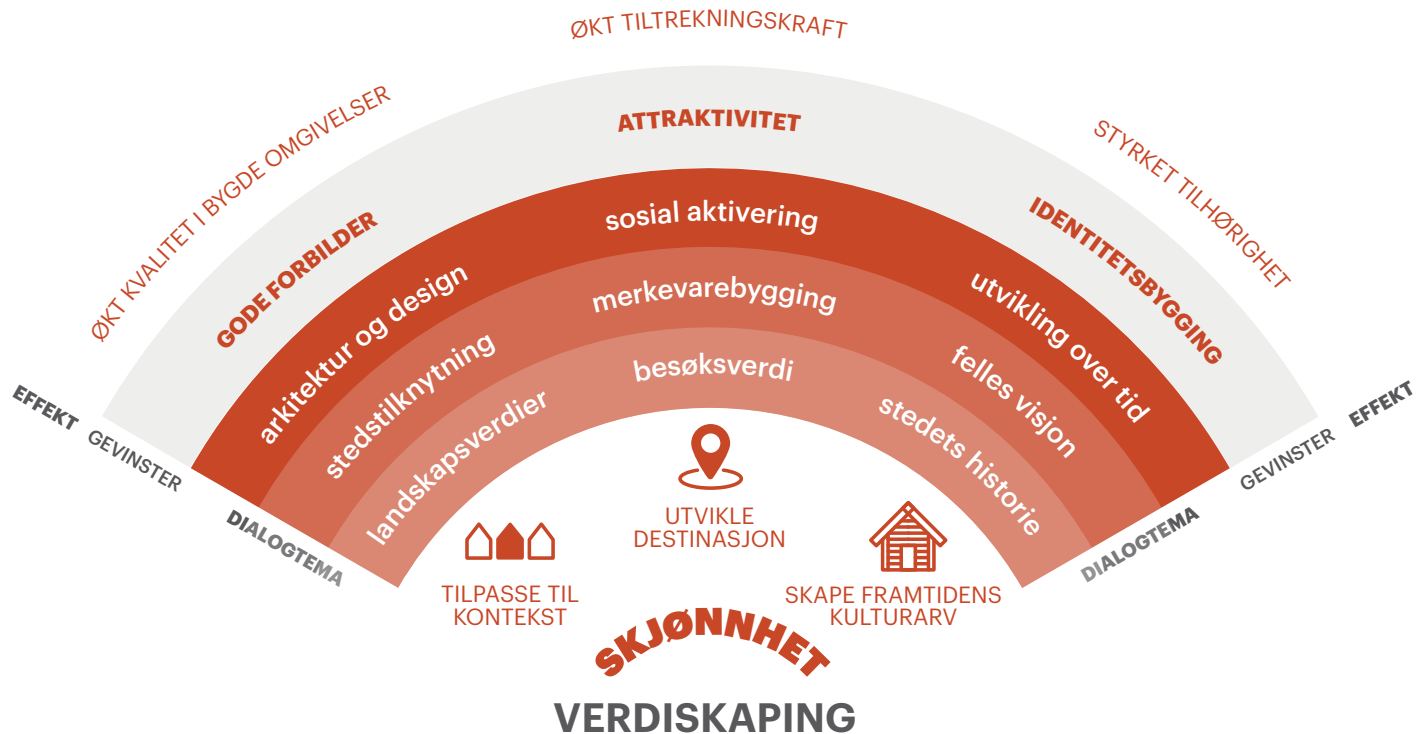 ØKT TILTREKNINGSKRAFT
ØKT KVALITET I BYGDE OMGIVELSER
STYRKET TILHØRIGHET
ATTRAKTIVITET
GODE FORBILDER
IDENTITETSBYGGING
sosial aktivering
arkitektur og design
utvikling over tid
merkevarebygging
stedstilknytning
felles visjon
besøksverdi
landskapsverdier
stedets historie
EFFEKT
GEVINSTER
DIALOGTEMA
EFFEKT
GEVINSTER
DIALOGTEMA
UTVIKLE
DESTINASJON
TILPASSE TIL
KONTEKST
SKAPE FRAMTIDENS
KULTURARV
SKJØNNHET
VERDISKAPING